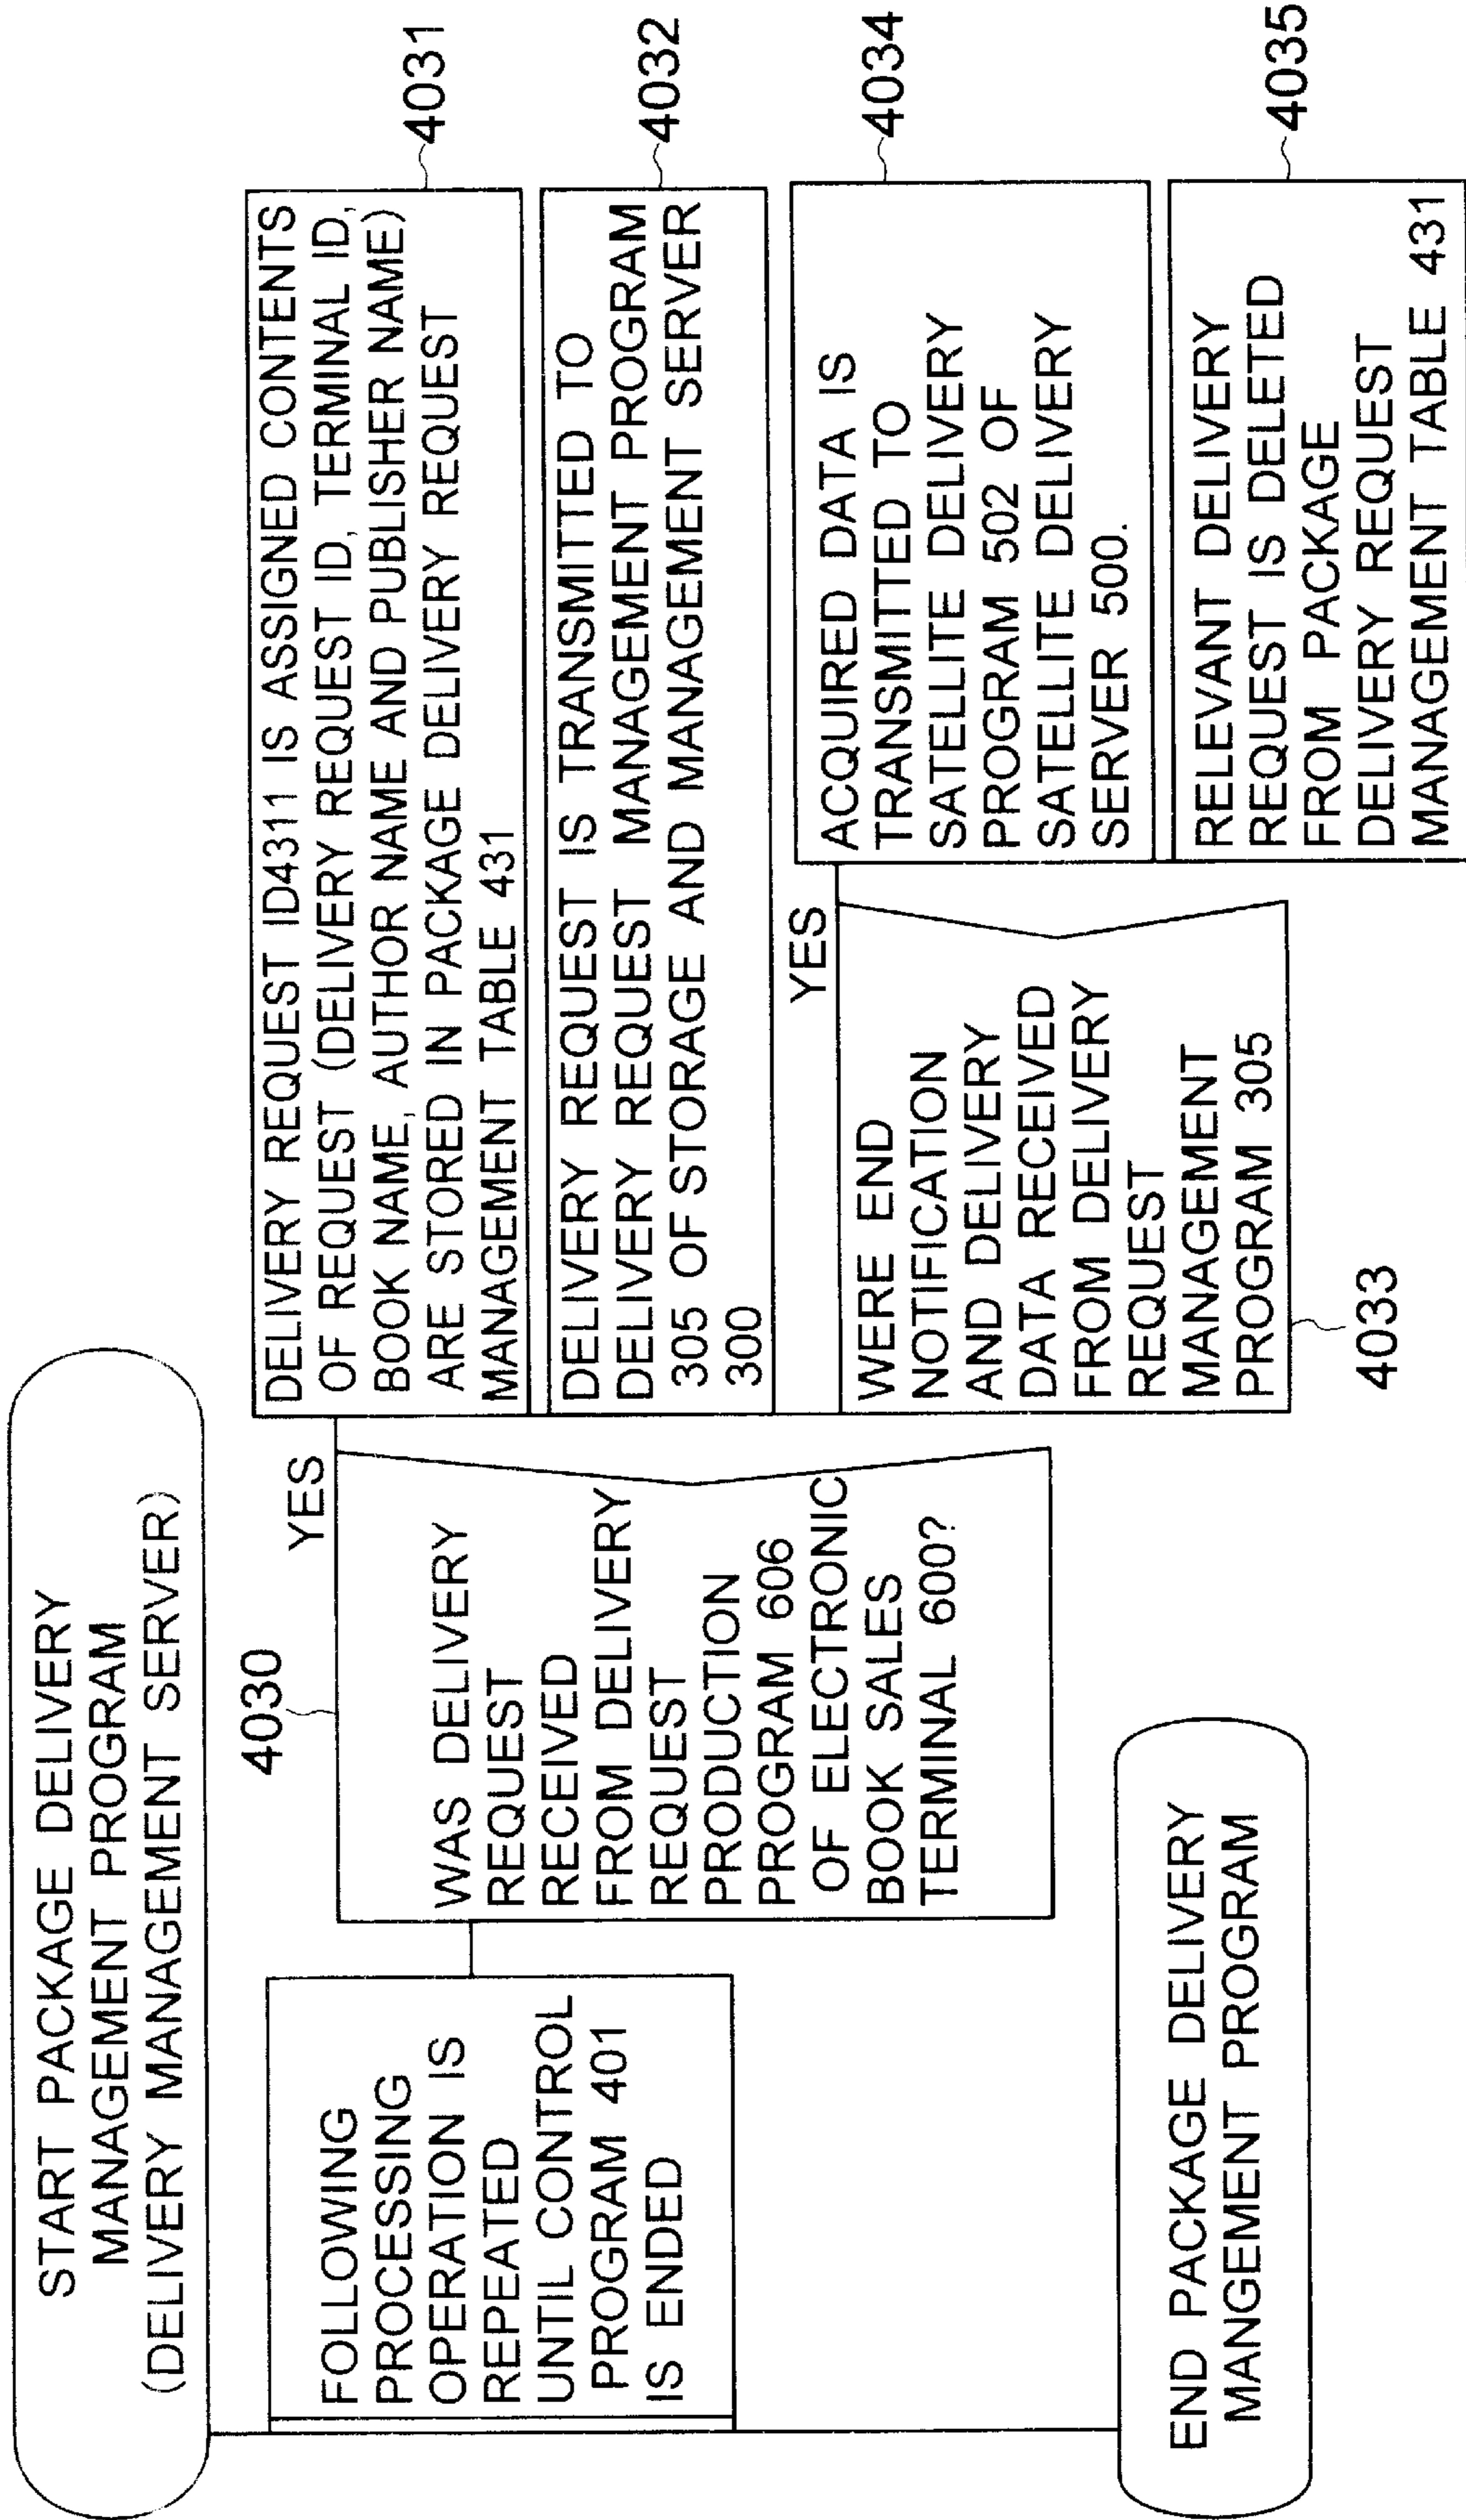 START PACKAGE DELIVERY
MANAGEMENT PROGRAM
(DELIVERY MANAGEMENT SERVER)
FOLLOWING
PROCESSING
OPERATION IS
REPEATED
UNTIL CONTROL
PROGRAM 401
IS ENDED
4030
YES
WAS DELIVERY
REQUEST
RECEIVED
FROM DELIVERY
REQUEST
PRODUCTION
PROGRAM 606
OF ELECTRONIC
BOOK SALES
TERMINAL 600?
DELIVERY REQUEST ID4311 IS ASSIGNED CONTENTS
OF REQUEST (DELIVERY REQUEST ID, TERMINAL ID,
BOOK NAME, AUTHOR NAME AND PUBLISHER NAME)
ARE STORED IN PACKAGE DELIVERY REQUEST
MANAGEMENT TABLE 431
4031
DELIVERY REQUEST IS TRANSMITTED TO
DELIVERY REQUEST MANAGEMENT PROGRAM
305 OF STORAGE AND MANAGEMENT SERVER
300
4032
YES
WERE END
NOTIFICATION
AND DELIVERY
DATA RECEIVED
FROM DELIVERY
REQUEST
MANAGEMENT
PROGRAM 305
4033
ACQUIRED DATA IS
TRANSMITTED TO
SATELLITE DELIVERY
PROGRAM 502 OF
SATELLITE DELIVERY
SERVER 500.
4034
RELEVANT DELIVERY
REQUEST IS DELETED
FROM PACKAGE
DELIVERY REQUEST
MANAGEMENT TABLE 431
4035
END PACKAGE DELIVERY
MANGEMENT PROGRAM